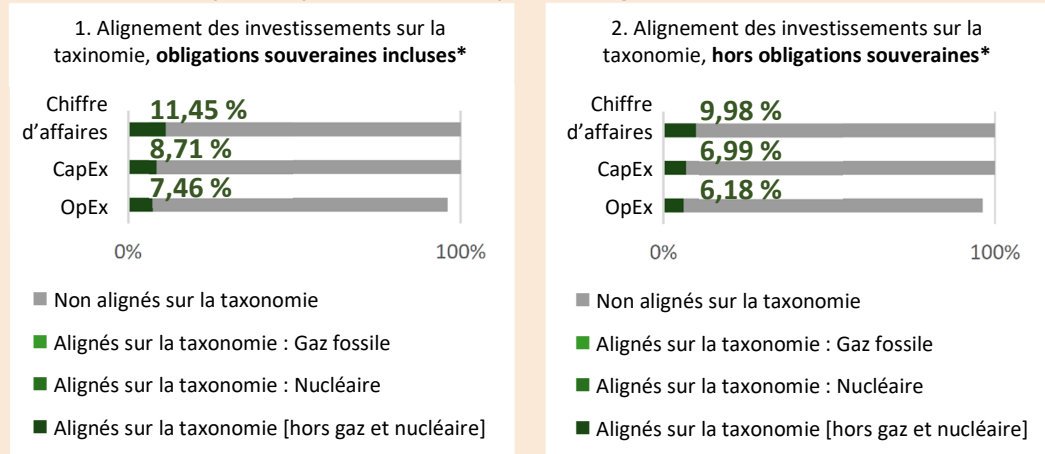 1. Alignement des investissements sur la
taxinomie, obligations souveraines incluses*
Chiffre
d'affaires
11,45 %
CapEx
8,71 %
OpEx
7,46 %
0%
100%
Non alignés sur la taxonomie
Alignés sur la taxonomie : Gaz fossile
Alignés sur la taxonomie : Nucléaire
Alignés sur la taxonomie [hors gaz et nucléaire]
2. Alignement des investissements sur la
taxonomie, hors obligations souveraines*
Chiffre
d'affaires
9,98 %
CapEx
6,99 %
OpEx
6,18 %
0%
100%
Non alignés sur la taxonomie
Alignés sur la taxonomie : Gaz fossile
Alignés sur la taxonomie : Nucléaire
Alignés sur la taxonomie [hors gaz et nucléaire]